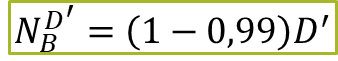 $N_B^{D'} = (1 - 0{,}99)D'$